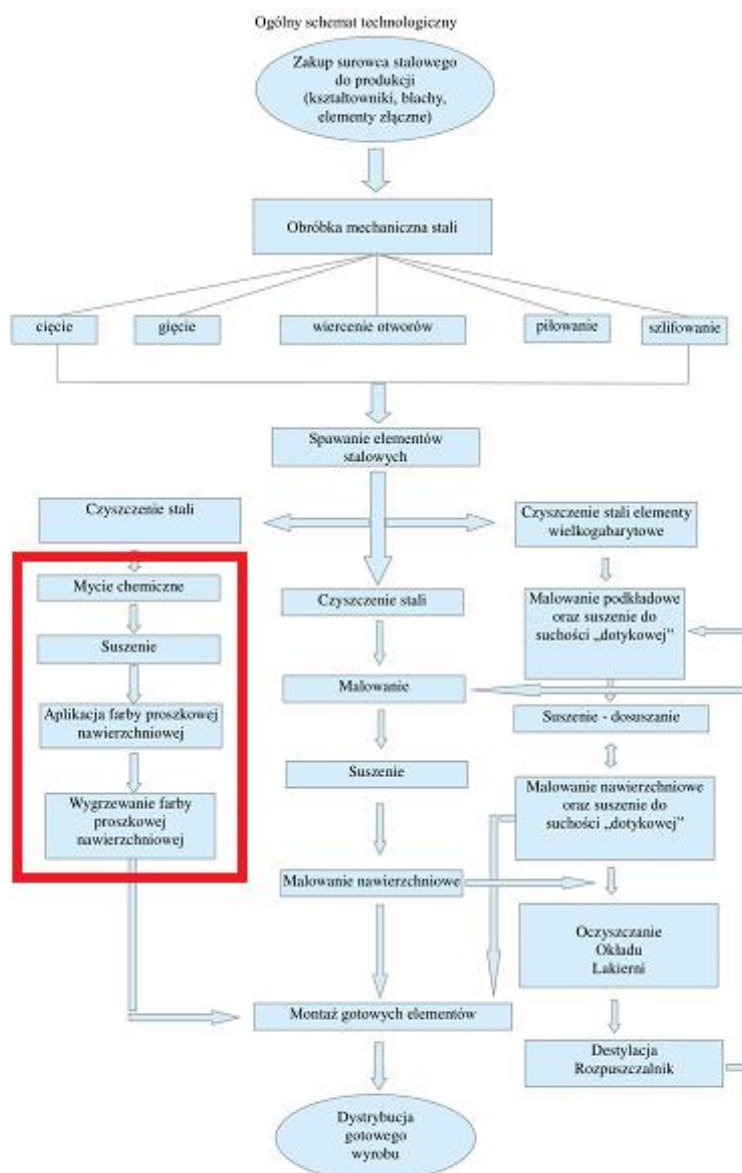 Ogólny schemat technologiczny
Zakup surowca stalowego
do produkcji
(kształtowniki, blachy,
elementy złączne)
Obróbka mechaniczna stali
cięcie
gięcie
wiercenie otworów
piłowanie
szlifowanie
Spawanie elementów
stalowych
Czyszczenie stali
Mycie chemiczne
Suszenie
Aplikacja farby proszkowej
nawierzchniowej
Wygrzewanie farby
proszkowej
nawierzchniowej
Czyszczenie stali
Malowanie
Suszenie
Malowanie nawierzchniowe
Czyszczenie stali elementy
wielkogabarytowe
Malowanie podkładowe
oraz suszenie do
suchości „dotykowej”
Suszenie - dosuszanie
Malowanie nawierzchniowe
oraz suszenie do
suchości „dotykowej”
Oczyszczanie
Okładu
Lakierni
Destylacja
Rozpuszczalnik
Montaż gotowych elementów
Dystrybucja
gotowego
wyrobu